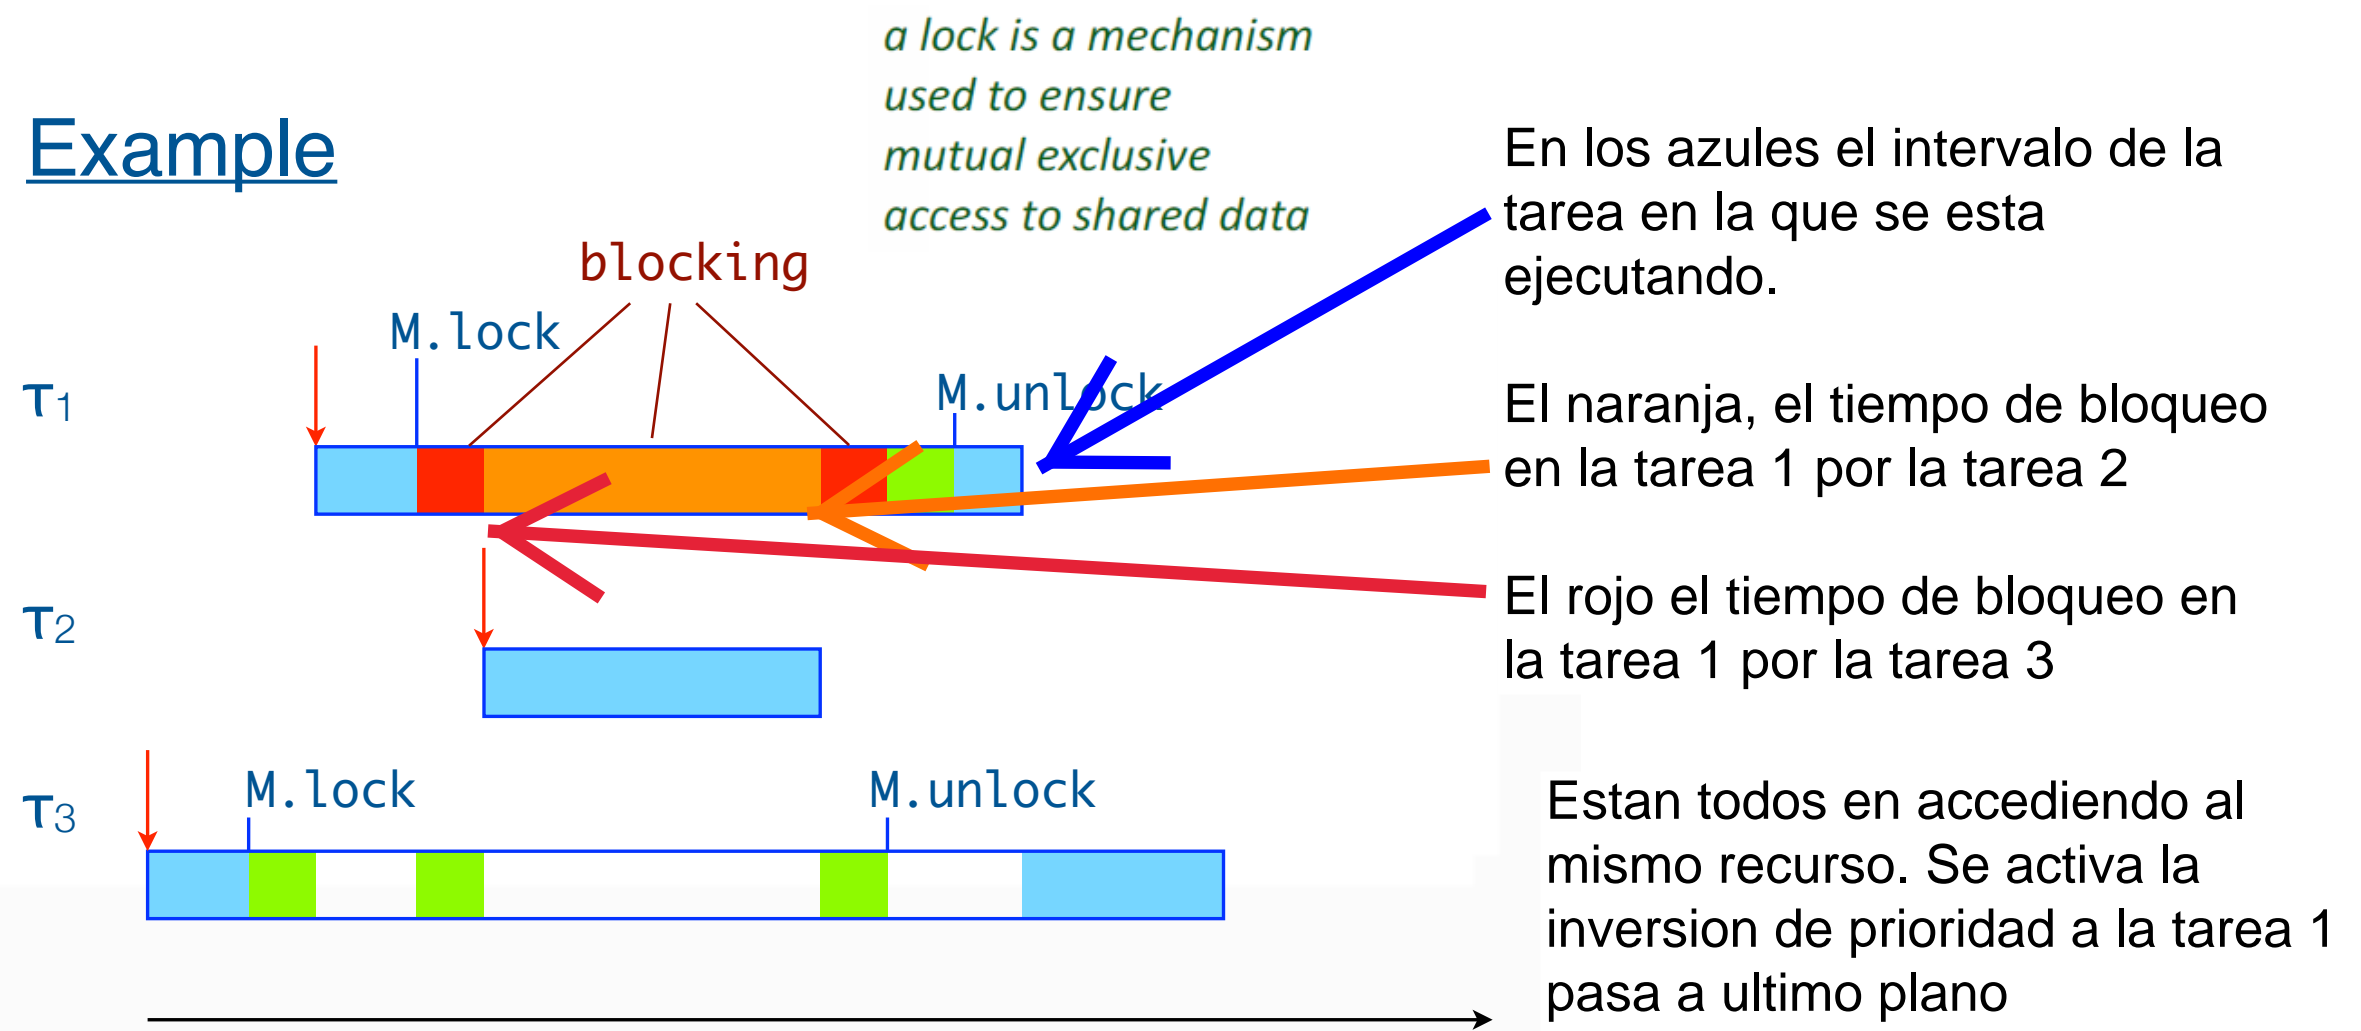 a lock is a mechanism
used to ensure
mutual exclusive
access to shared data
Example
En los azules el intervalo de la
tarea en la que se esta
ejecutando.
blocking
M.lock
M.unlock
τ1
El naranja, el tiempo de bloqueo
en la tarea 1 por la tarea 2
τ2
El rojo el tiempo de bloqueo en
la tarea 1 por la tarea 3
τ3
M.lock
M.unlock
Estan todos en accediendo al
mismo recurso. Se activa la
inversion de prioridad a la tarea 1
pasa a ultimo plano